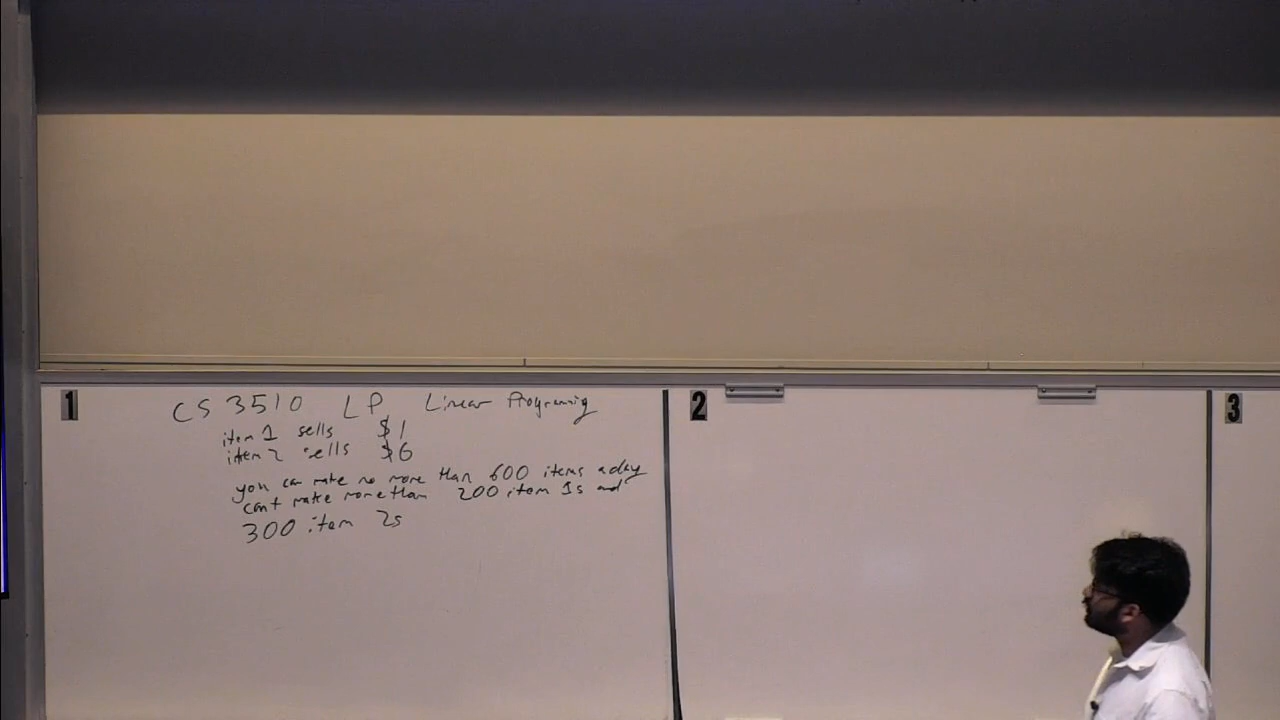 1
CS 3510 LP Linear Programming
item 1 sells $1
item 2 sells $6
you can make no more than 600 items a day
can't make more than 200 item 1s and
300 item 2s
2
3